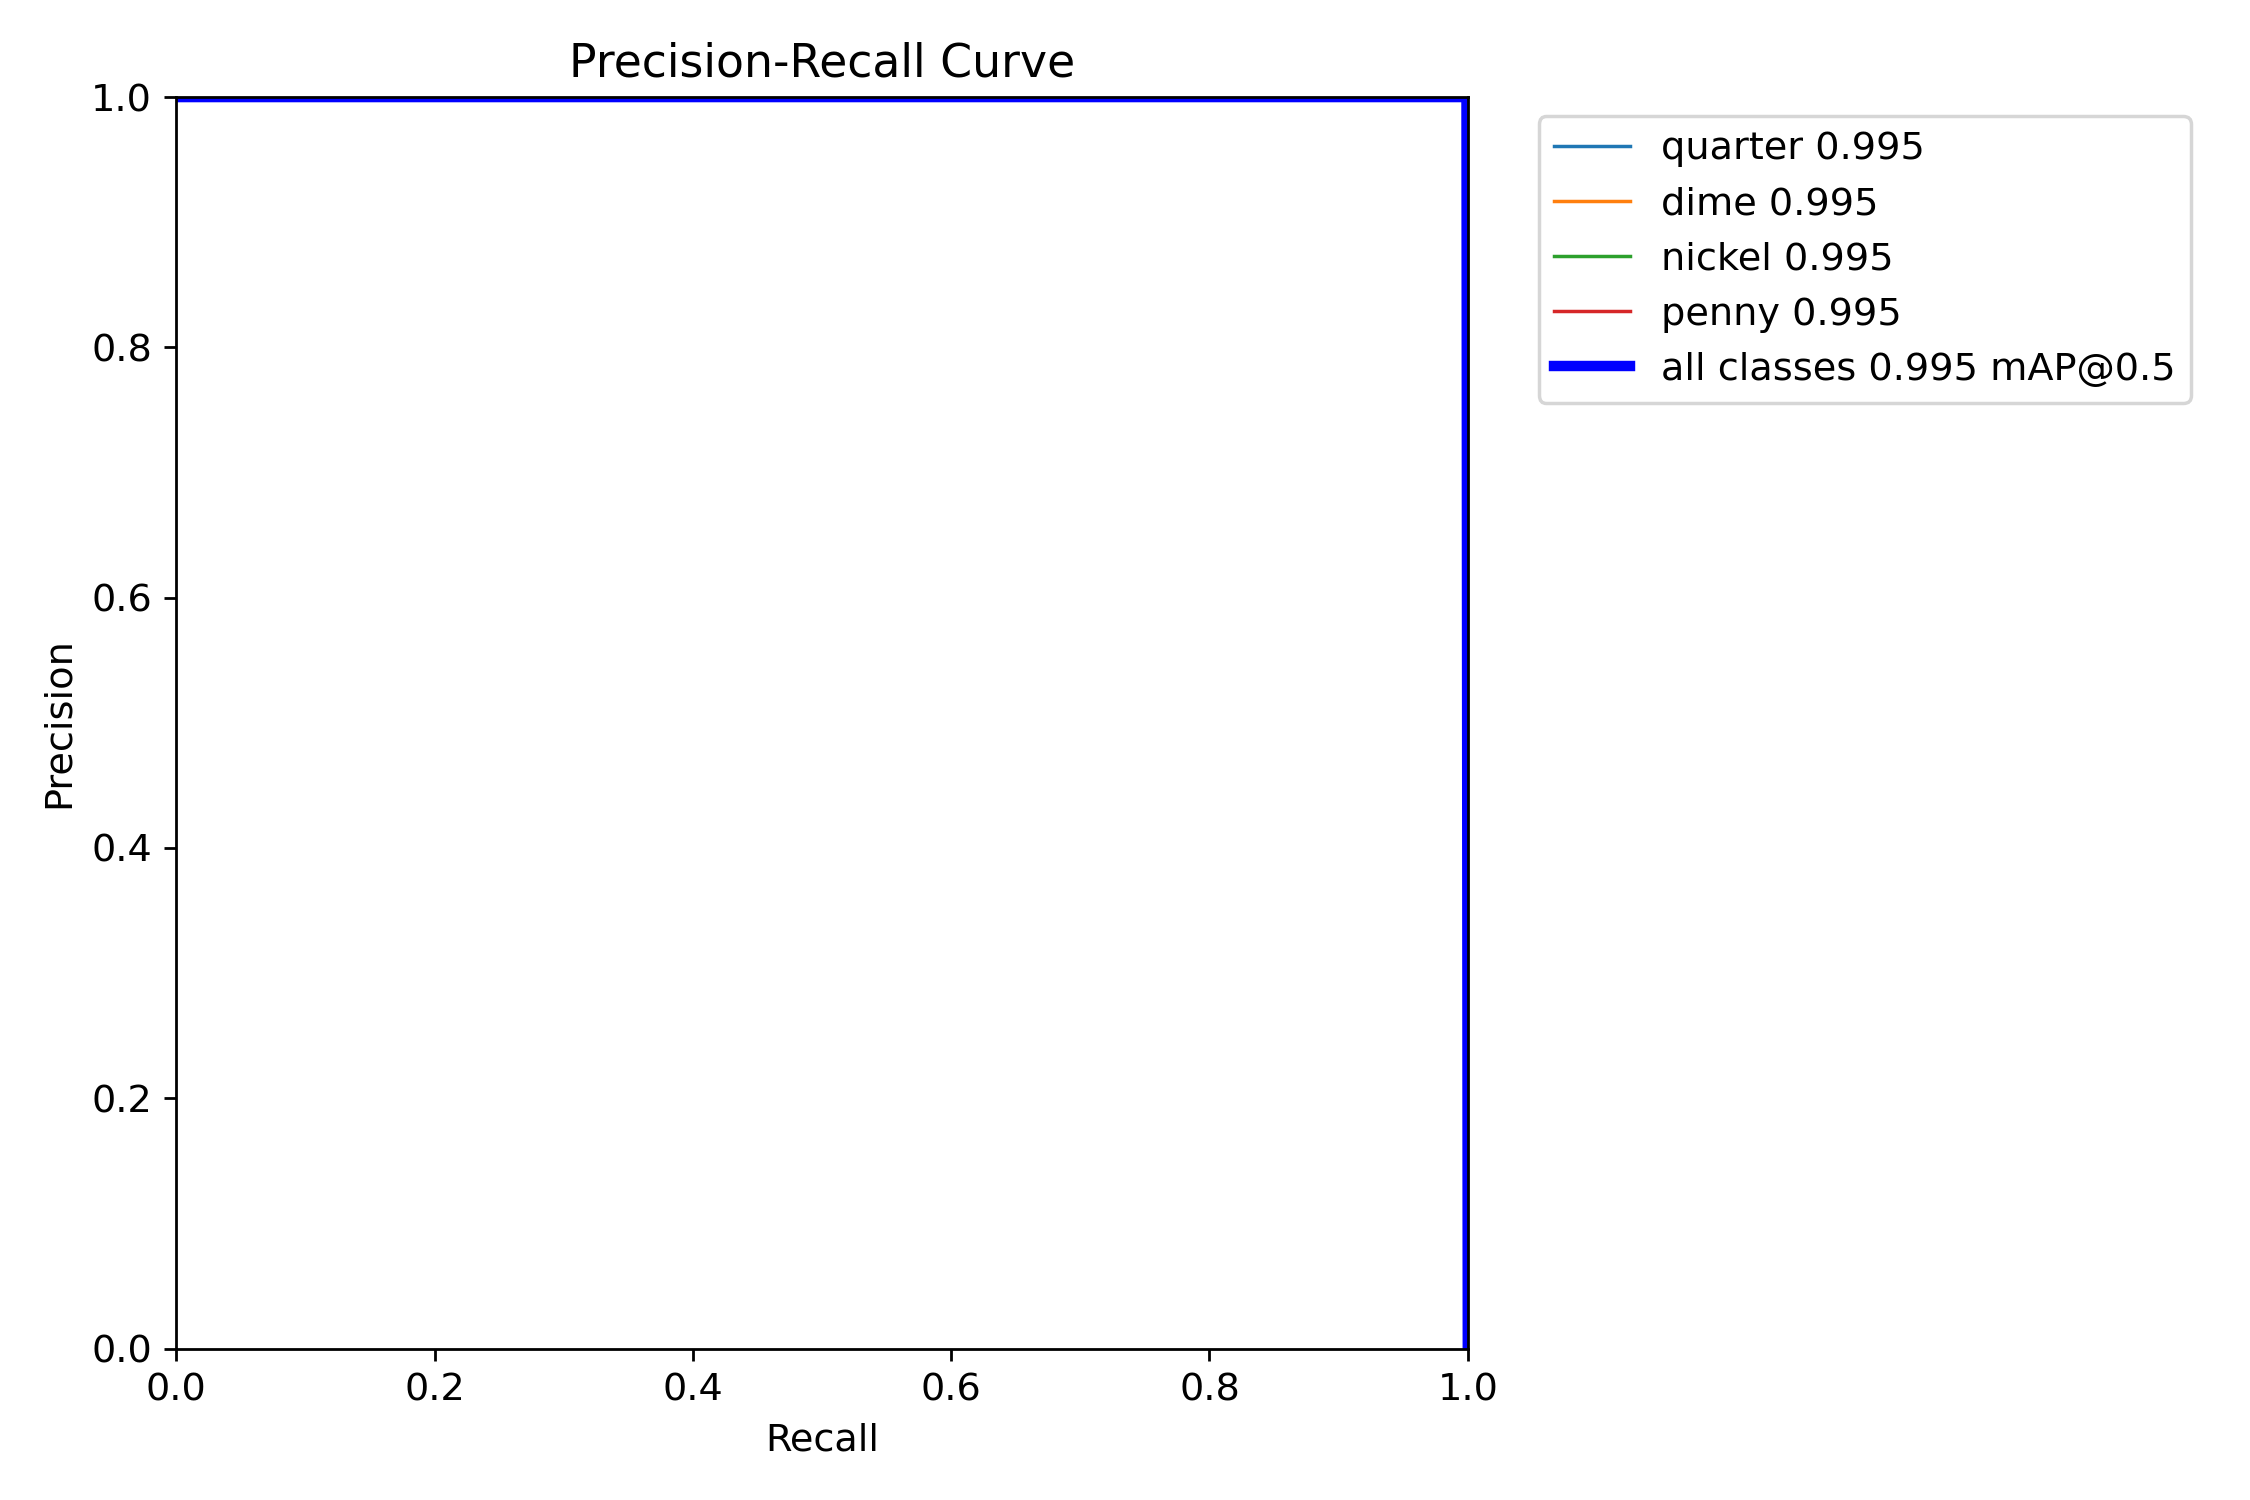 Precision-Recall Curve
1.0
0.8
0.6
0.4
0.2
0.0
Precision
0.0 0.2 0.4 0.6 0.8 1.0
Recall
quarter 0.995
dime 0.995
nickel 0.995
penny 0.995
all classes 0.995 mAP@0.5